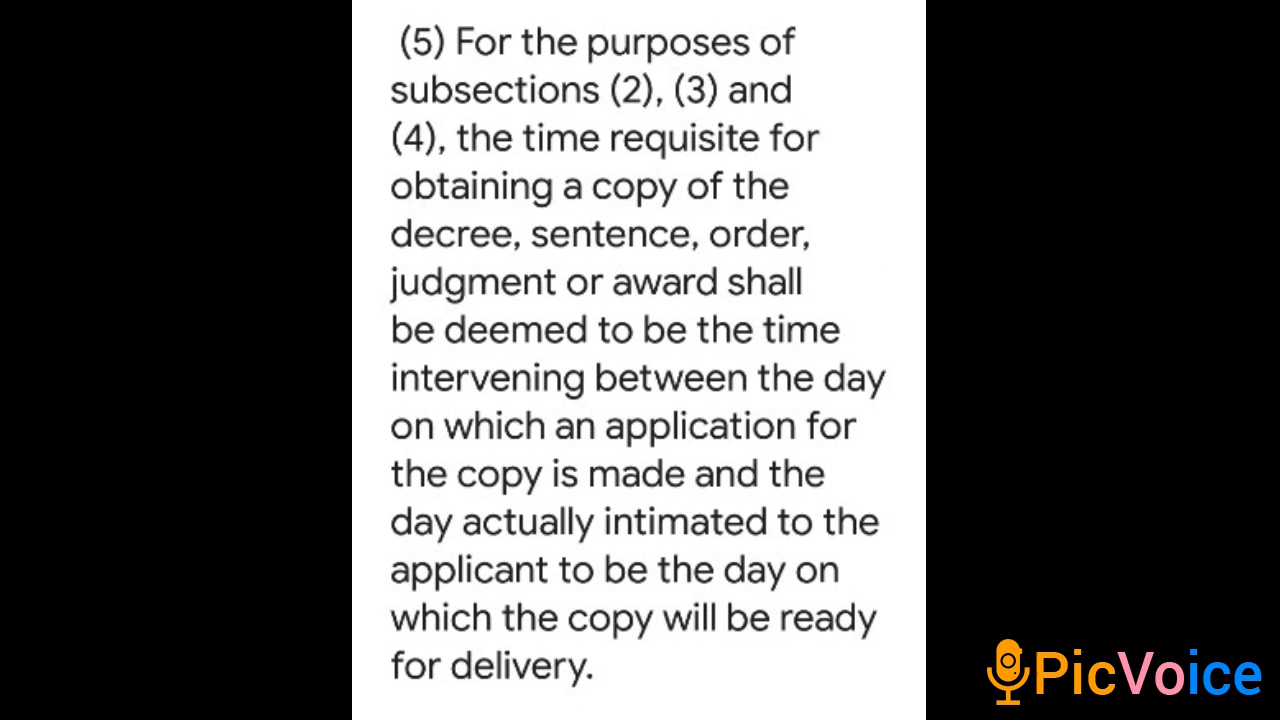 (5) For the purposes of
subsections (2), (3) and
(4), the time requisite for
obtaining a copy of the
decree, sentence, order,
judgment or award shall
be deemed to be the time
intervening between the day
on which an application for
the copy is made and the
day actually intimated to the
applicant to be the day on
which the copy will be ready
for delivery.
PicVoice